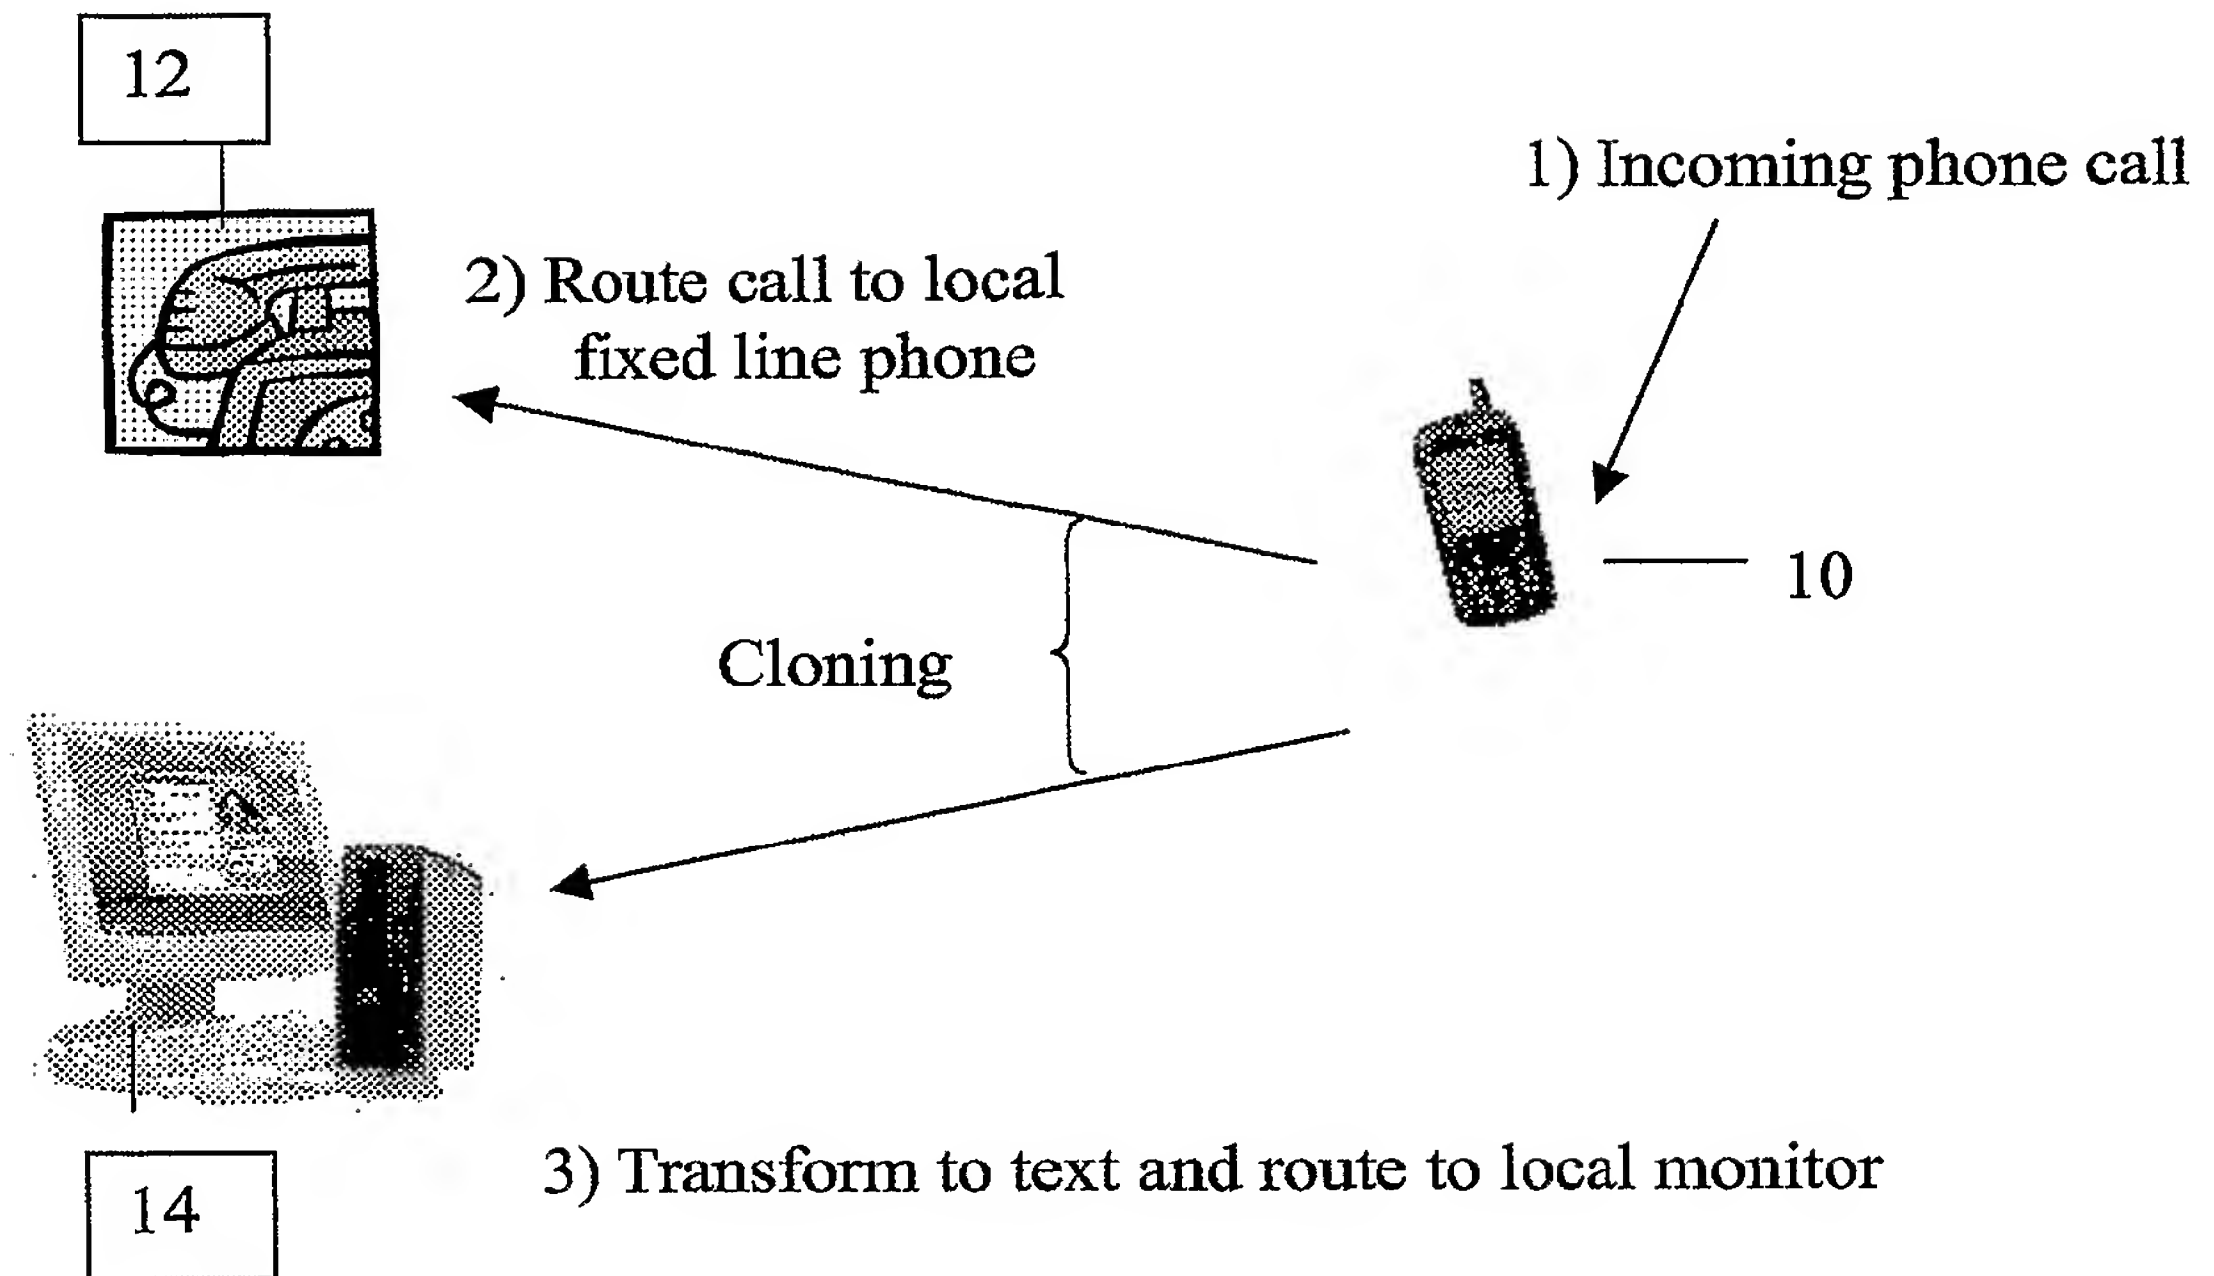 12
1) Incoming phone call
2) Route call to local
fixed line phone
10
Cloning
3) Transform to text and route to local monitor
14